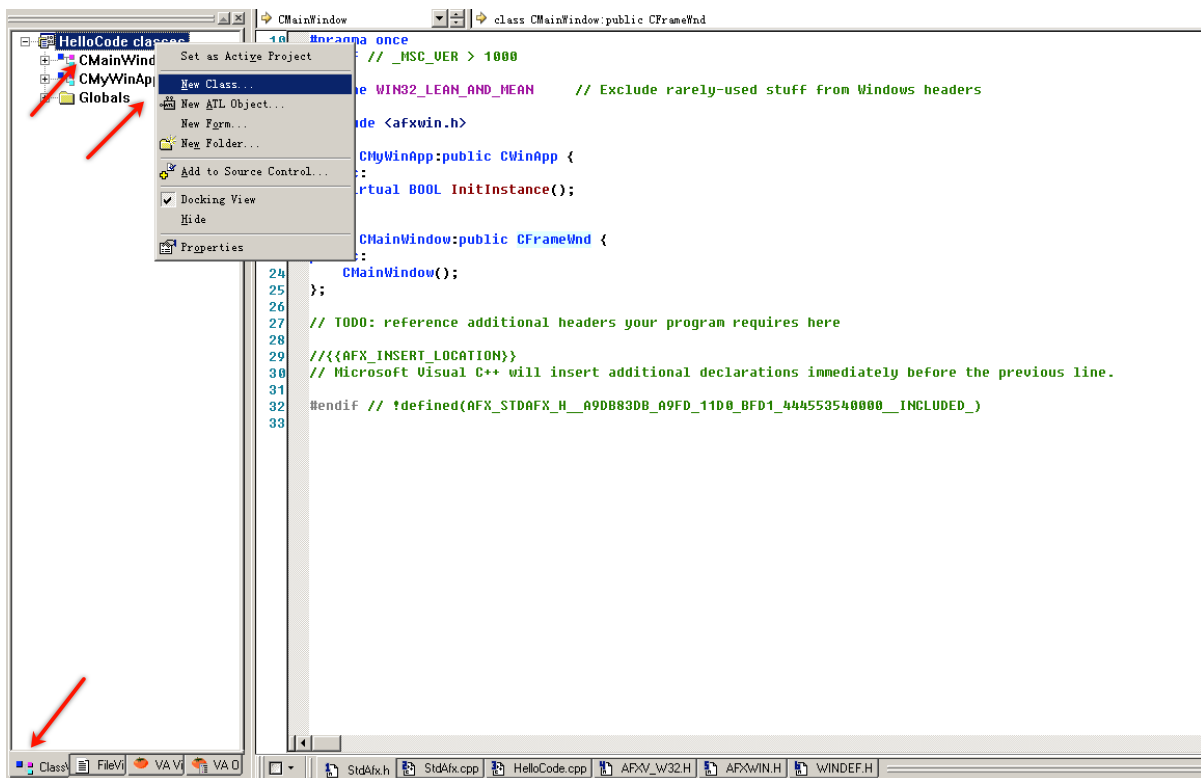 CMainWindow
class CMainWindow:public CFrameWnd
HelloCode classes
CMainWind
CMyWinApp
Globals
Set as Active Project
New Class...
New ATL Object...
New Form...
New Folder...
Add to Source Control...
Docking View
Hide
Properties
10 #pragma once
// _MSC_VER > 1000
ne WIN32_LEAN_AND_MEAN // Exclude rarely-used stuff from Windows headers
ude <afxwin.h>
CMyWinApp:public CWinApp {
c:
rtual BOOL InitInstance();
CMainWindow:public CFrameWnd {
c:
24 CMainWindow();
25 };
26
27 // TODO: reference additional headers your program requires here
28
29 //{{AFX_INSERT_LOCATION}}
30 // Microsoft Visual C++ will insert additional declarations immediately before the previous line.
31
32 #endif // !defined(AFX_STDAFX_H__A9DB83DB_A9FD_11D0_BFD1_444553540000__INCLUDED_)
33
ClassV FileVi VA Vi VA O
StdAfx.h StdAfx.cpp HelloCode.cpp AFXV_W32.H AFXWIN.H WINDEF.H